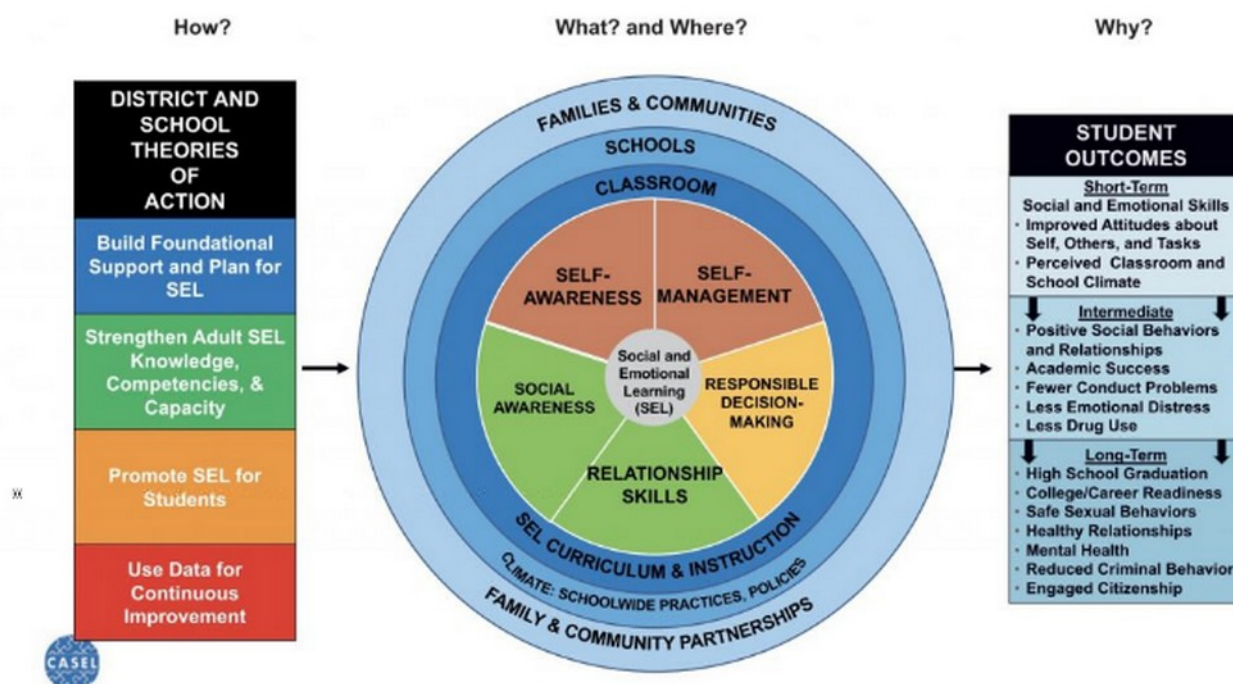 How?
What? and Where?
Why?
DISTRICT AND
SCHOOL
THEORIES
OF
ACTION
Build Foundational
Support and Plan for
SEL
Strengthen Adult SEL
Knowledge,
Competencies, &
Capacity
Promote SEL for
Students
Use Data for
Continuous
Improvement
CASEL
FAMILIES & COMMUNITIES
SCHOOLS
CLASSROOM
SELF-
AWARENESS
SELF-
MANAGEMENT
SOCIAL
AWARENESS
Social and
Emotional
Learning
(SEL)
RESPONSIBLE
DECISION-
MAKING
RELATIONSHIP
SKILLS
SEL CURRICULUM & INSTRUCTION
CLIMATE: SCHOOLWIDE PRACTICES, POLICIES
FAMILY & COMMUNITY PARTNERSHIPS
STUDENT
OUTCOMES
Short-Term
Social and Emotional Skills
• Improved Attitudes about
Self, Others, and Tasks
• Perceived Classroom and
School Climate
Intermediate
• Positive Social Behaviors
and Relationships
• Academic Success
• Fewer Conduct Problems
• Less Emotional Distress
• Less Drug Use
Long-Term
• High School Graduation
• College/Career Readiness
• Safe Sexual Behaviors
• Healthy Relationships
• Mental Health
• Reduced Criminal Behavior
• Engaged Citizenship